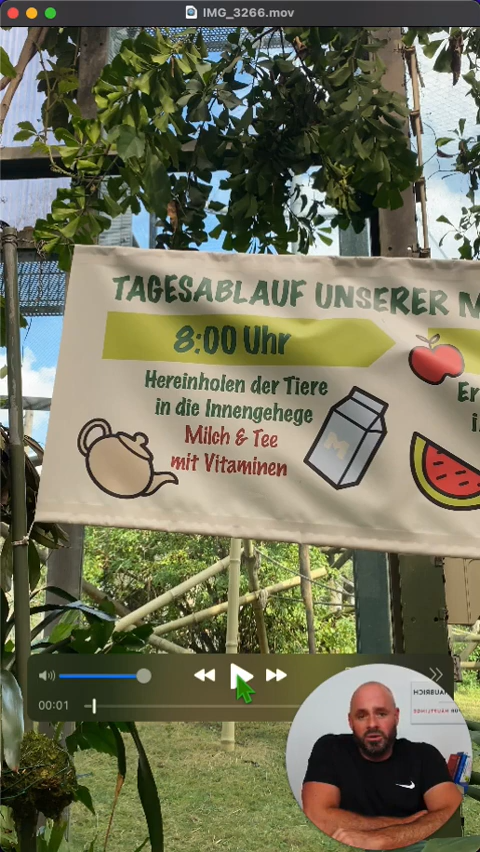 IMG_3266.mov
TAGESABLAUF UNSERER M
8:00 Uhr
Hereinholen der Tiere
in die Innengehege
Milch & Tee
mit Vitaminen
Er
i
M
00:01